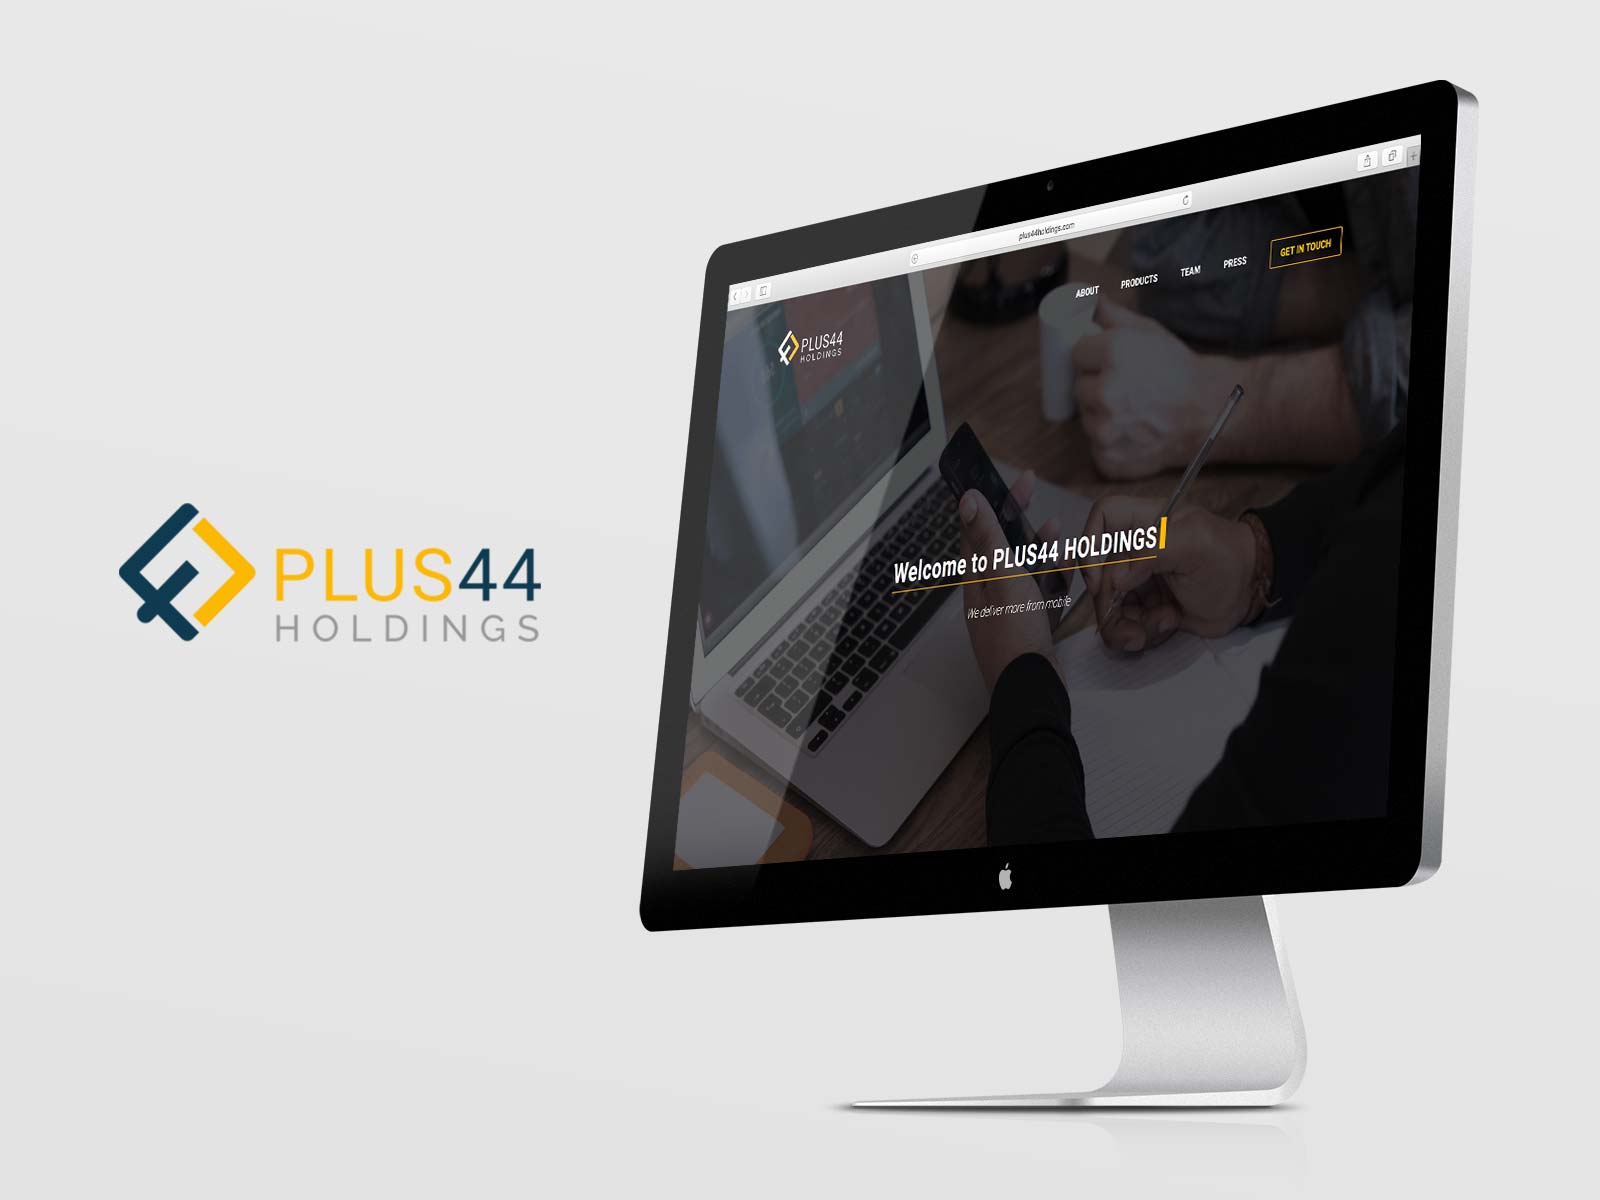 PLUS44
HOLDINGS
plus44holdings.com
PLUS44
HOLDINGS
ABOUT
PRODUCTS
TEAM
PRESS
GET IN TOUCH
Welcome to PLUS44 HOLDINGS
We deliver more from mobile